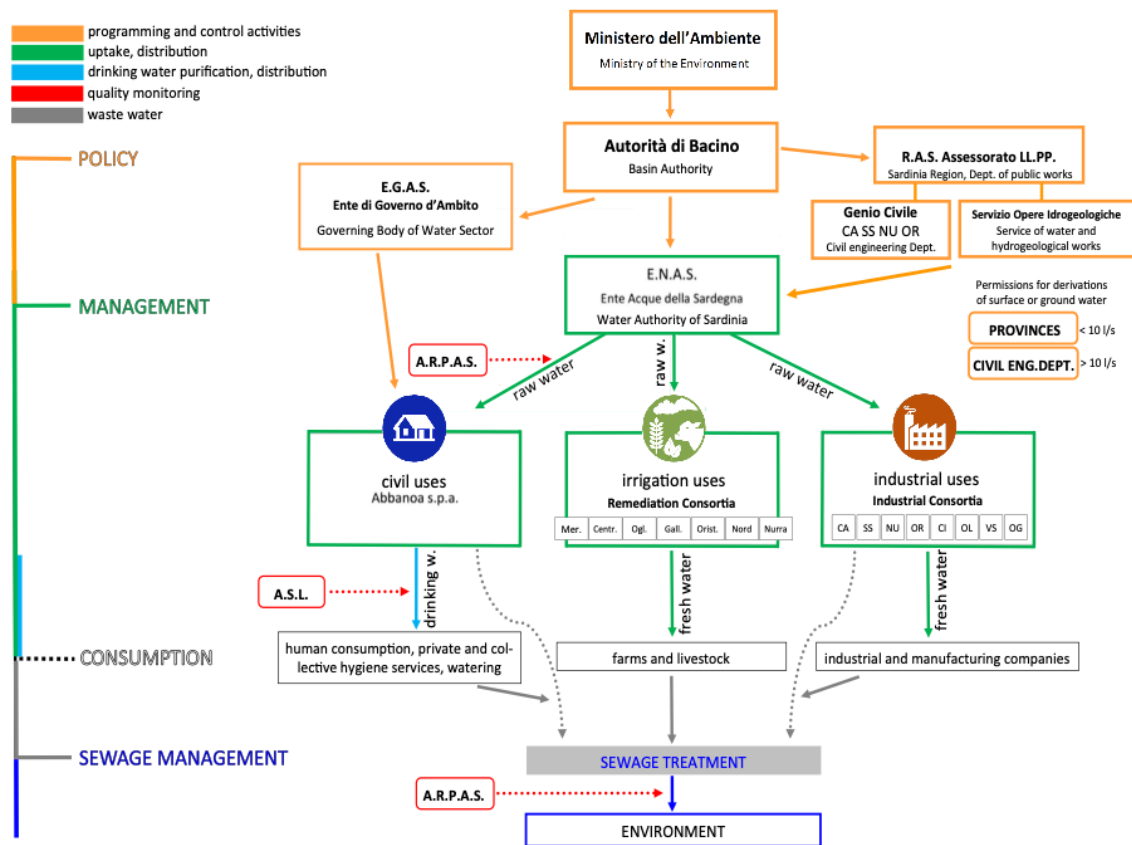 programming and control activities
uptake, distribution
drinking water purification, distribution
quality monitoring
waste water
Ministero dell'Ambiente
Ministry of the Environment
POLICY
Autorità di Bacino
Basin Authority
R.A.S. Assessorato LL.PP.
Sardinia Region, Dept. of public works
E.G.A.S.
Ente di Governo d'Ambito
Governing Body of Water Sector
Genio Civile
CA SS NU OR
Civil engineering Dept.
Servizio Opere Idrogeologiche
Service of water and
hydrogeological works
MANAGEMENT
E.N.A.S.
Ente Acque della Sardegna
Water Authority of Sardinia
Permissions for derivations
of surface or ground water
PROVINCES
< 10 l/s
CIVIL ENG.DEPT.
> 10 l/s
A.R.P.A.S.
raw water
raw w.
raw water
civil uses
Abbanoa s.p.a.
irrigation uses
Remediation Consortia
Mer. Centr. Ogl. Gall. Orist. Nord Nurra
industrial uses
Industrial Consortia
CA SS NU OR CI OL VS OG
A.S.L.
drinking w.
fresh water
fresh water
CONSUMPTION
human consumption, private and col-
lective hygiene services, watering
farms and livestock
industrial and manufacturing companies
SEWAGE MANAGEMENT
SEWAGE TREATMENT
A.R.P.A.S.
ENVIRONMENT